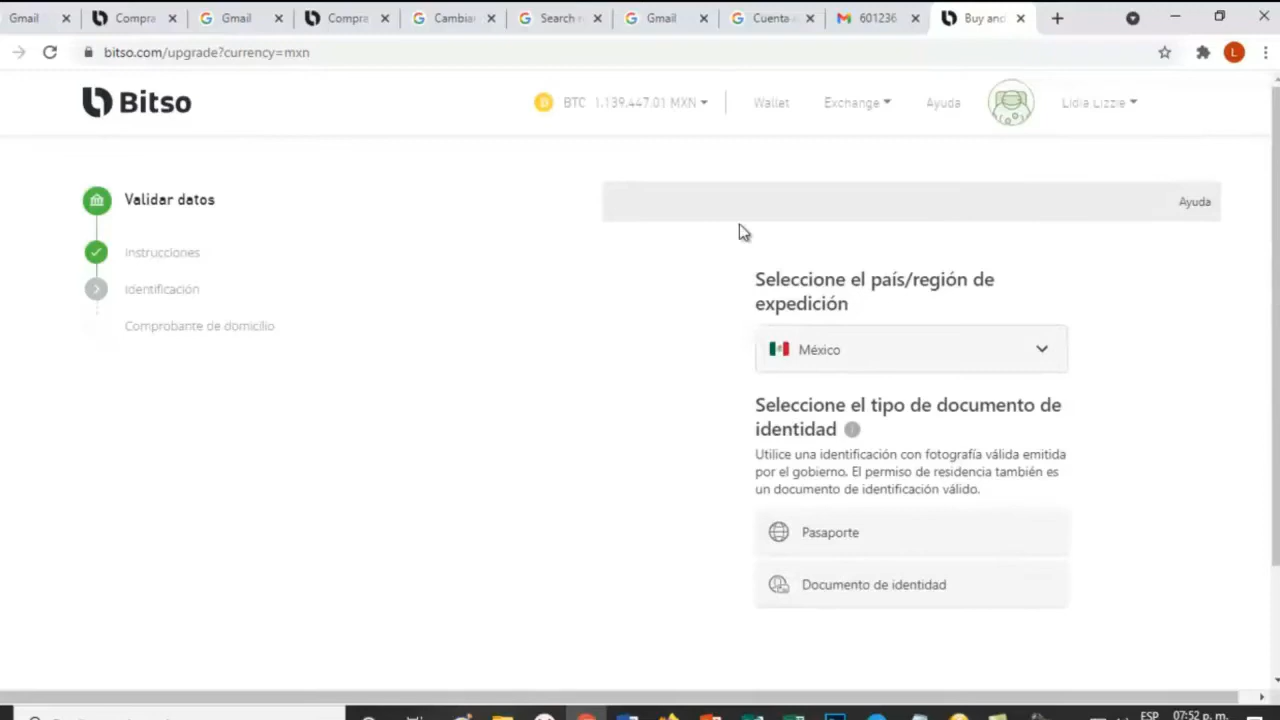 Gmail
Compra
Gmail
Compra
Cambia
Search
Gmail
Cuenta
601236
Buy and
bitso.com/upgrade?currency=mxn
L
Bitso
BTC 1.139.447.01 MXN
Wallet
Exchange
Ayuda
Lidia Lizzie
Validar datos
Instrucciones
Identificación
Comprobante de domicilio
Ayuda
Seleccione el país/región de
expedición
México
Seleccione el tipo de documento de
identidad
Utilice una identificación con fotografía válida emitida
por el gobierno. El permiso de residencia también es
un documento de identificación válido.
Pasaporte
Documento de identidad
ESP
07:52 p. m.